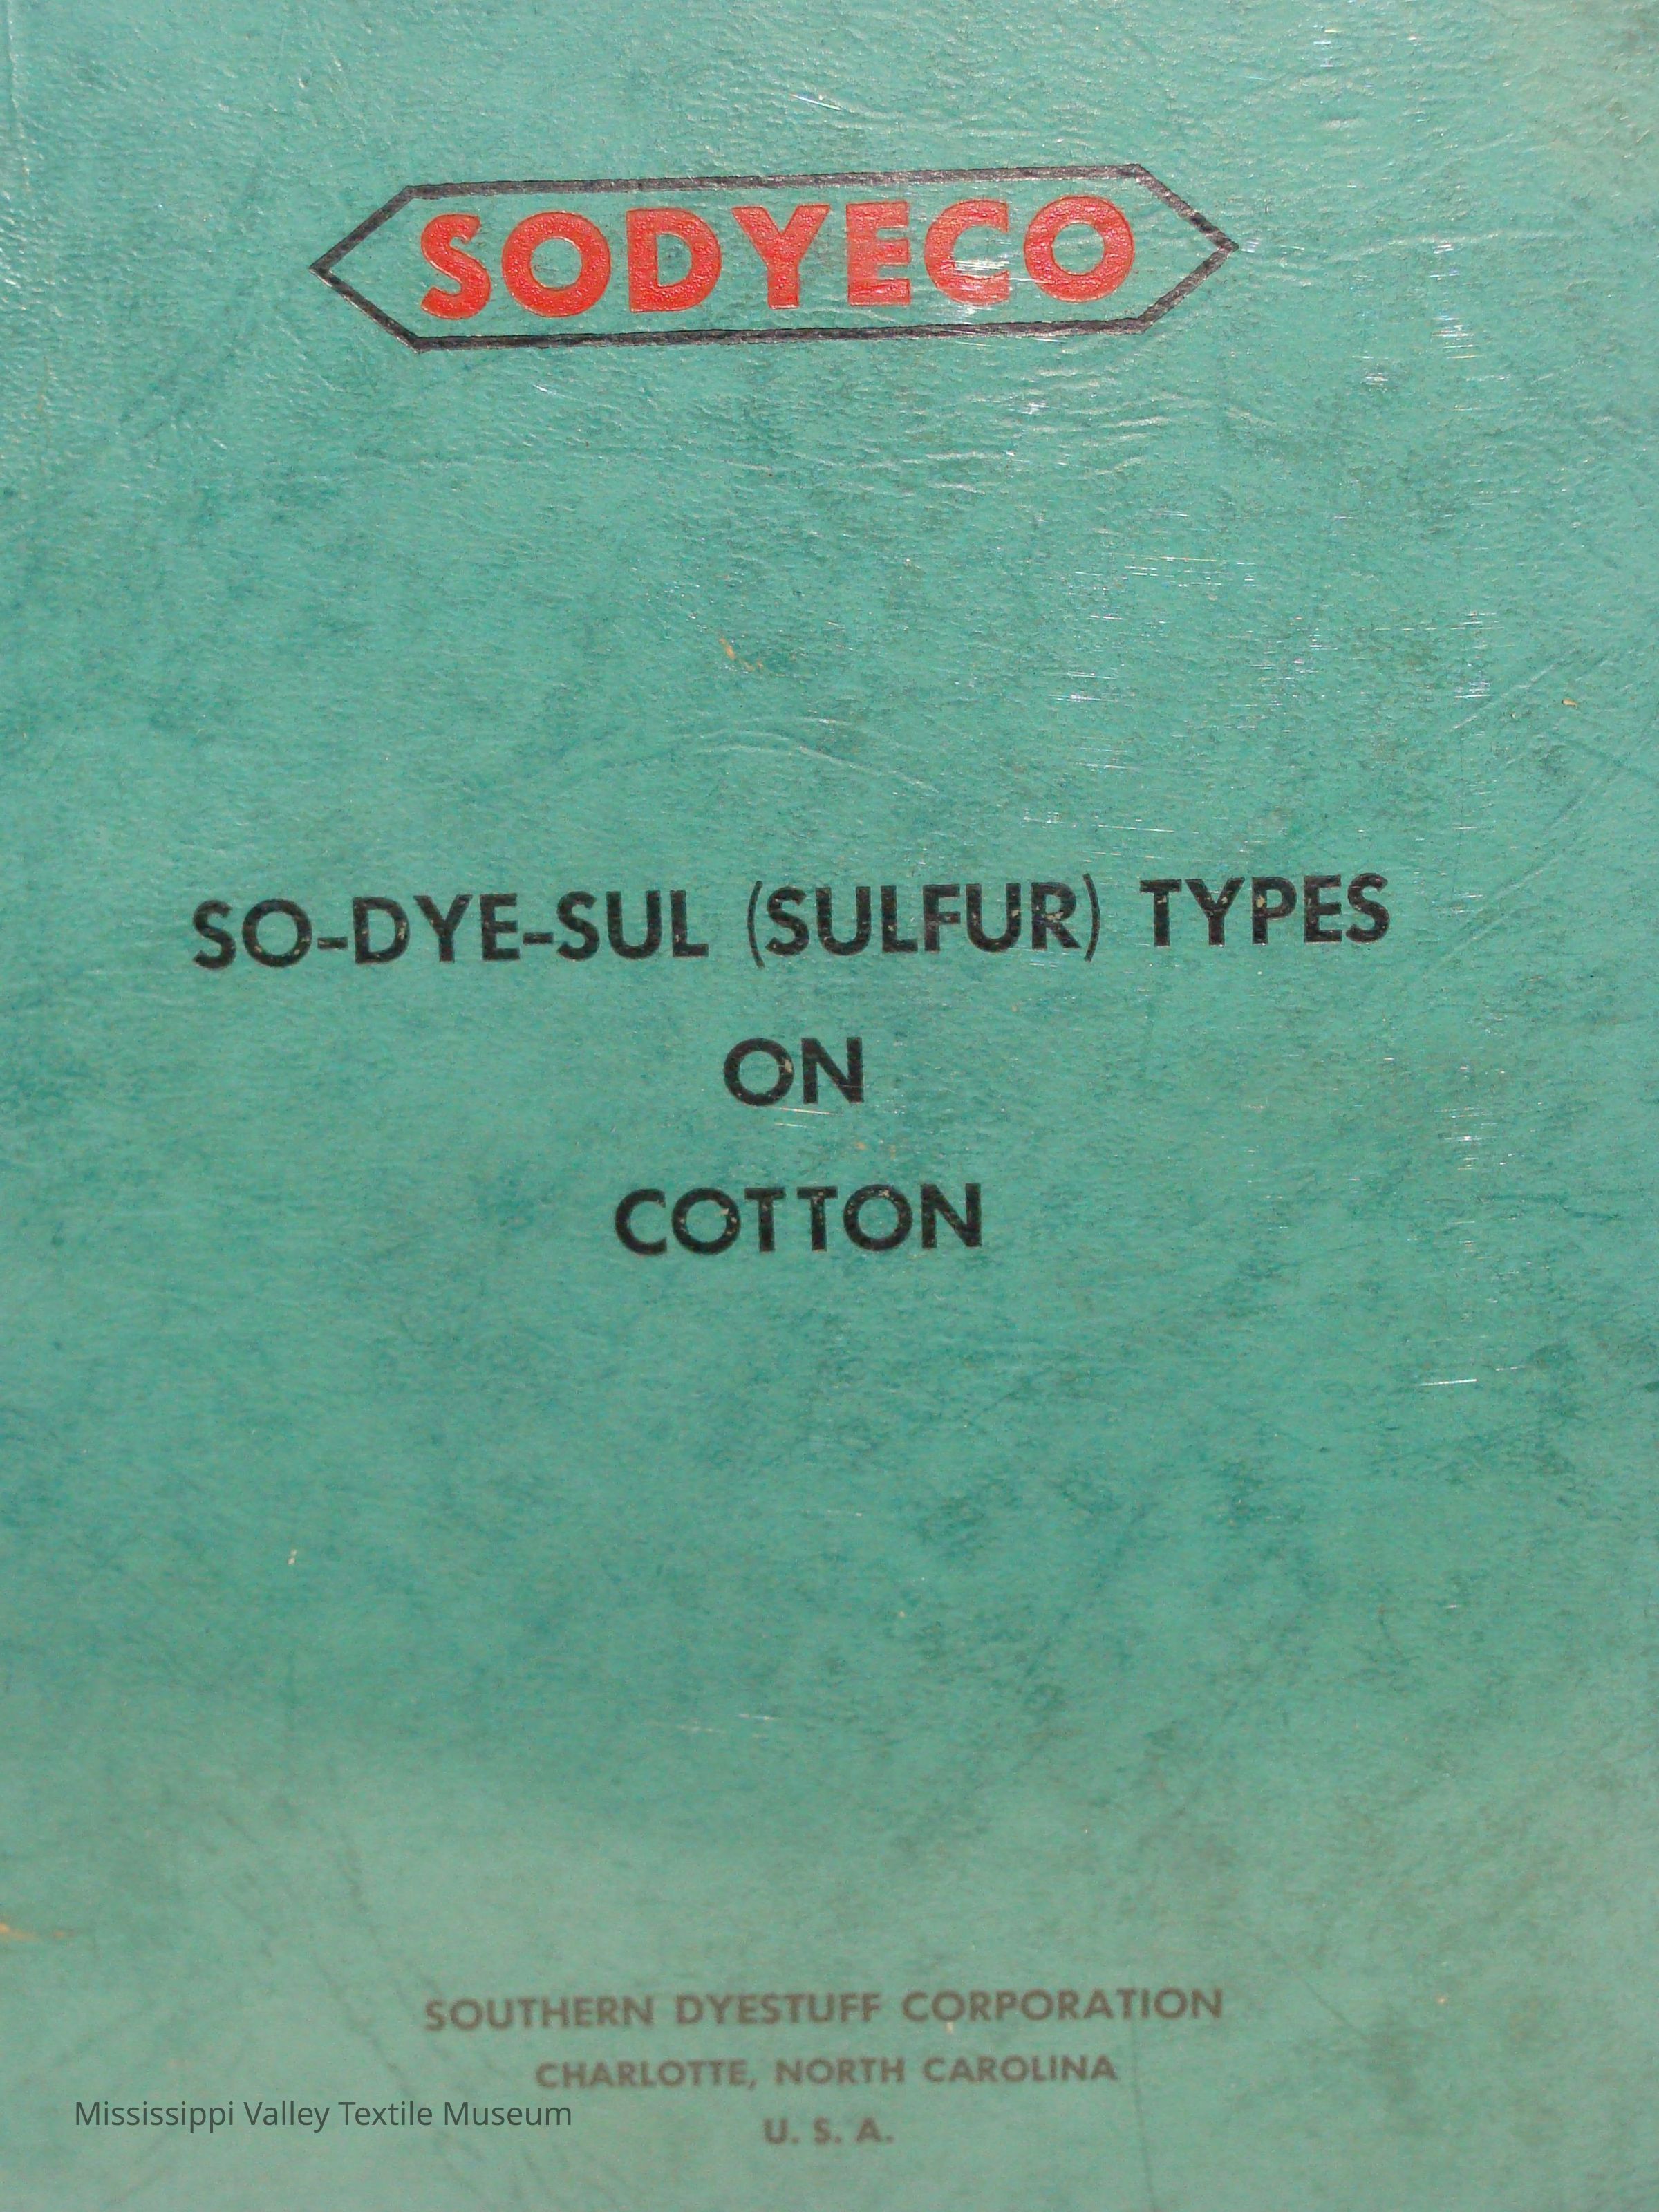 SODYECO
SO-DYE-SUL (SULFUR) TYPES
ON
COTTON
SOUTHERN DYESTUFF CORPORATION
CHARLOTTE, NORTH CAROLINA
Mississippi Valley Textile Museum
U. S. A.